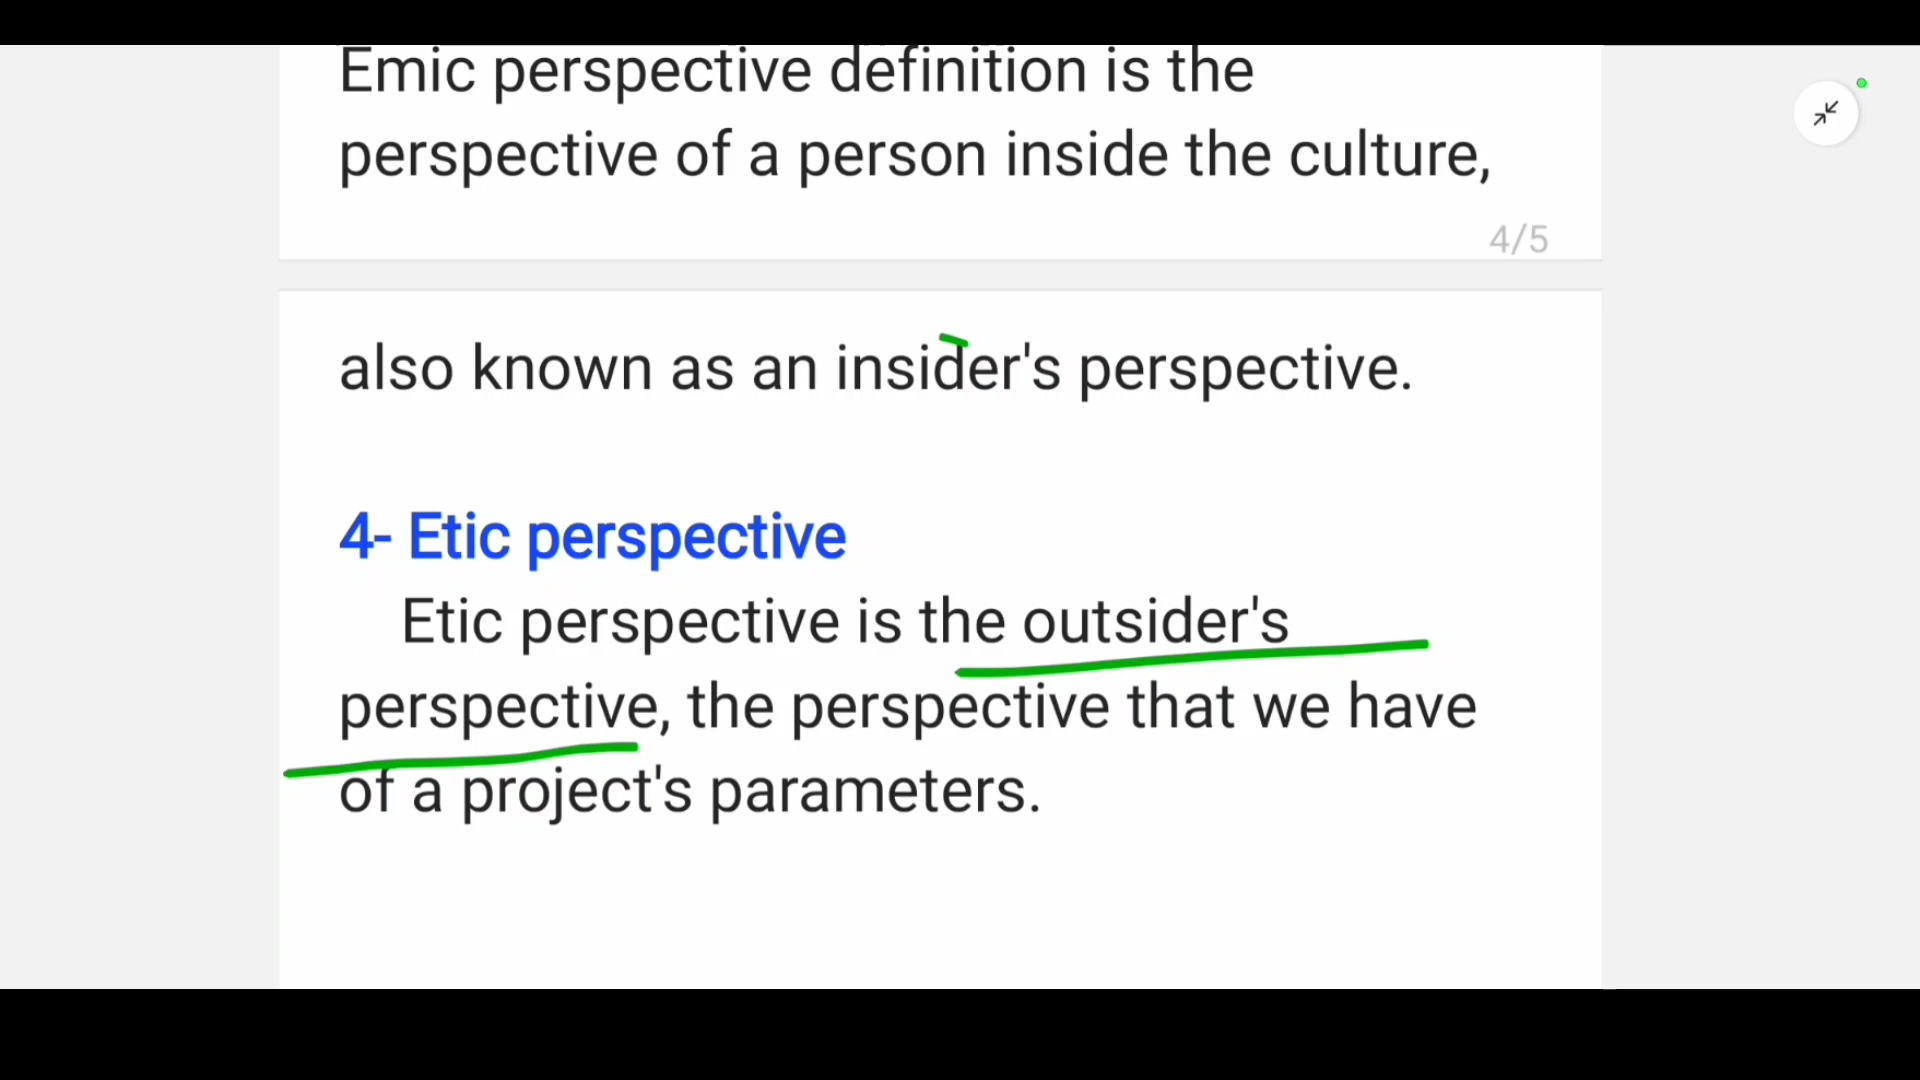 Emic perspective definition is the
perspective of a person inside the culture,
4/5
also known as an insider's perspective.
4- Etic perspective
Etic perspective is the outsider's
perspective, the perspective that we have
of a project's parameters.